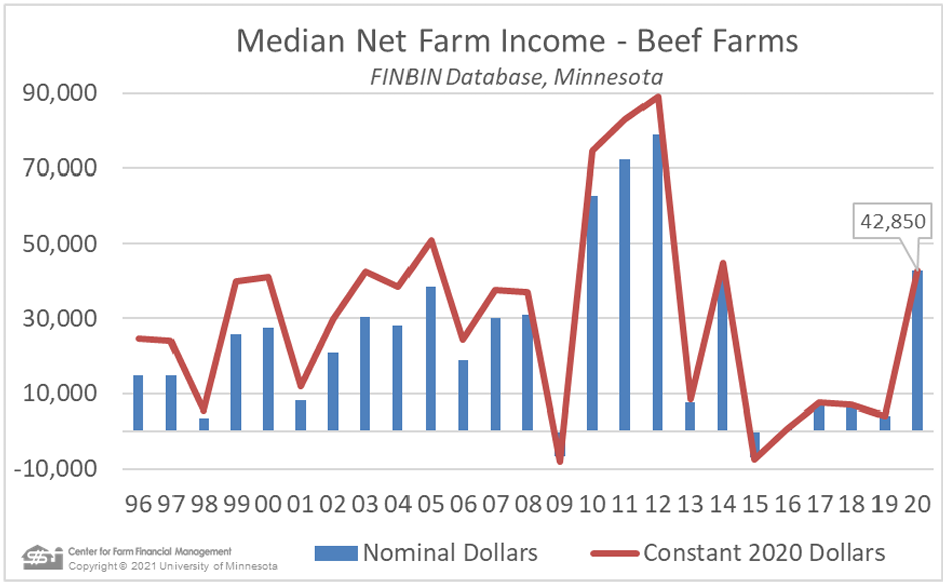 Median Net Farm Income - Beef Farms
FINBIN Database, Minnesota
90,000
70,000
50,000
30,000
10,000
-10,000
42,850
96 97 98 99 00 01 02 03 04 05 06 07 08 09 10 11 12 13 14 15 16 17 18 19 20
Center for Farm Financial Management
Copyright © 2021 University of Minnesota
Nominal Dollars
Constant 2020 Dollars